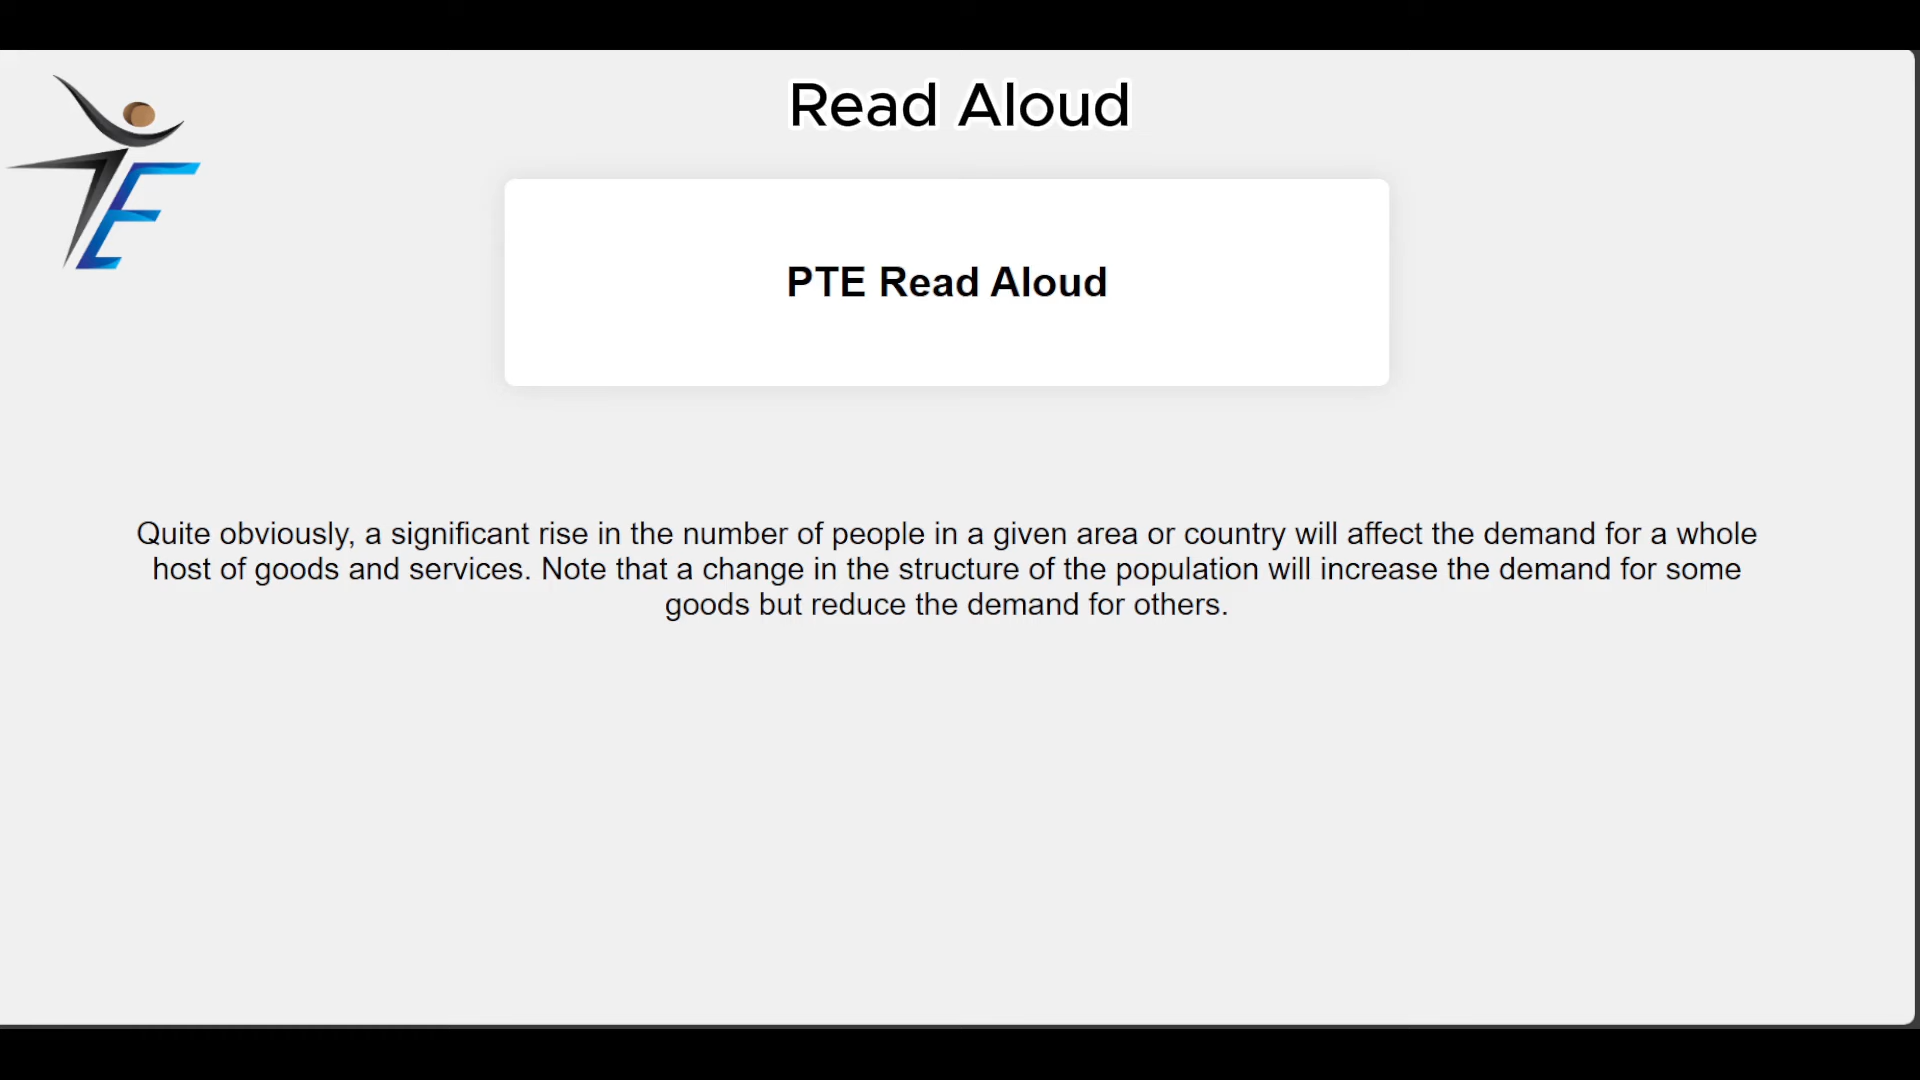 Read Aloud
PTE Read Aloud
Quite obviously, a significant rise in the number of people in a given area or country will affect the demand for a whole
host of goods and services. Note that a change in the structure of the population will increase the demand for some
goods but reduce the demand for others.